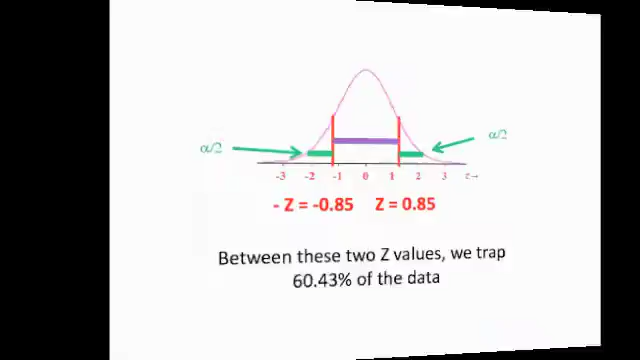 α/2
α/2
-3 -2 -1 0 1 2 3 z→
- Z = -0.85 Z = 0.85
Between these two Z values, we trap
60.43% of the data